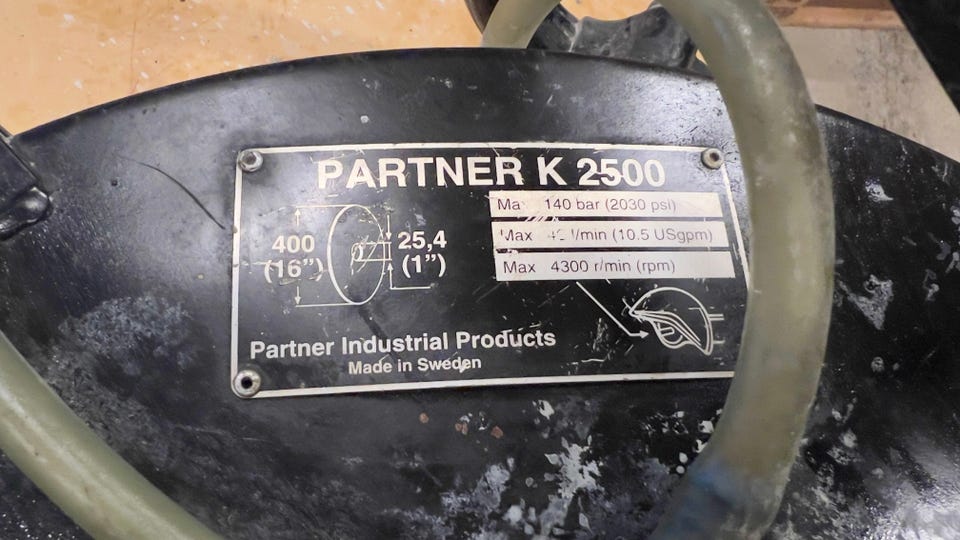 PARTNER K 2500
400
(16”)
25,4
(1”)
Max 140 bar (2030 psi)
Max l/min (10.5 USgpm)
Max 4300 r/min (rpm)
Partner Industrial Products
Made in Sweden